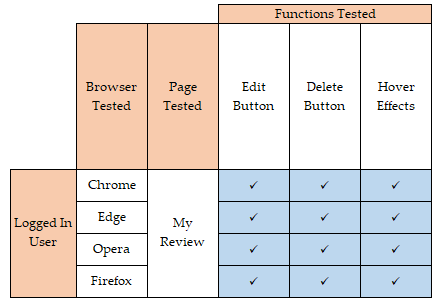 Functions Tested
Browser Tested Page Tested Edit Button Delete Button Hover Effects
Logged In User My Review
Chrome ✓ ✓ ✓
Edge ✓ ✓ ✓
Opera ✓ ✓ ✓
Firefox ✓ ✓ ✓